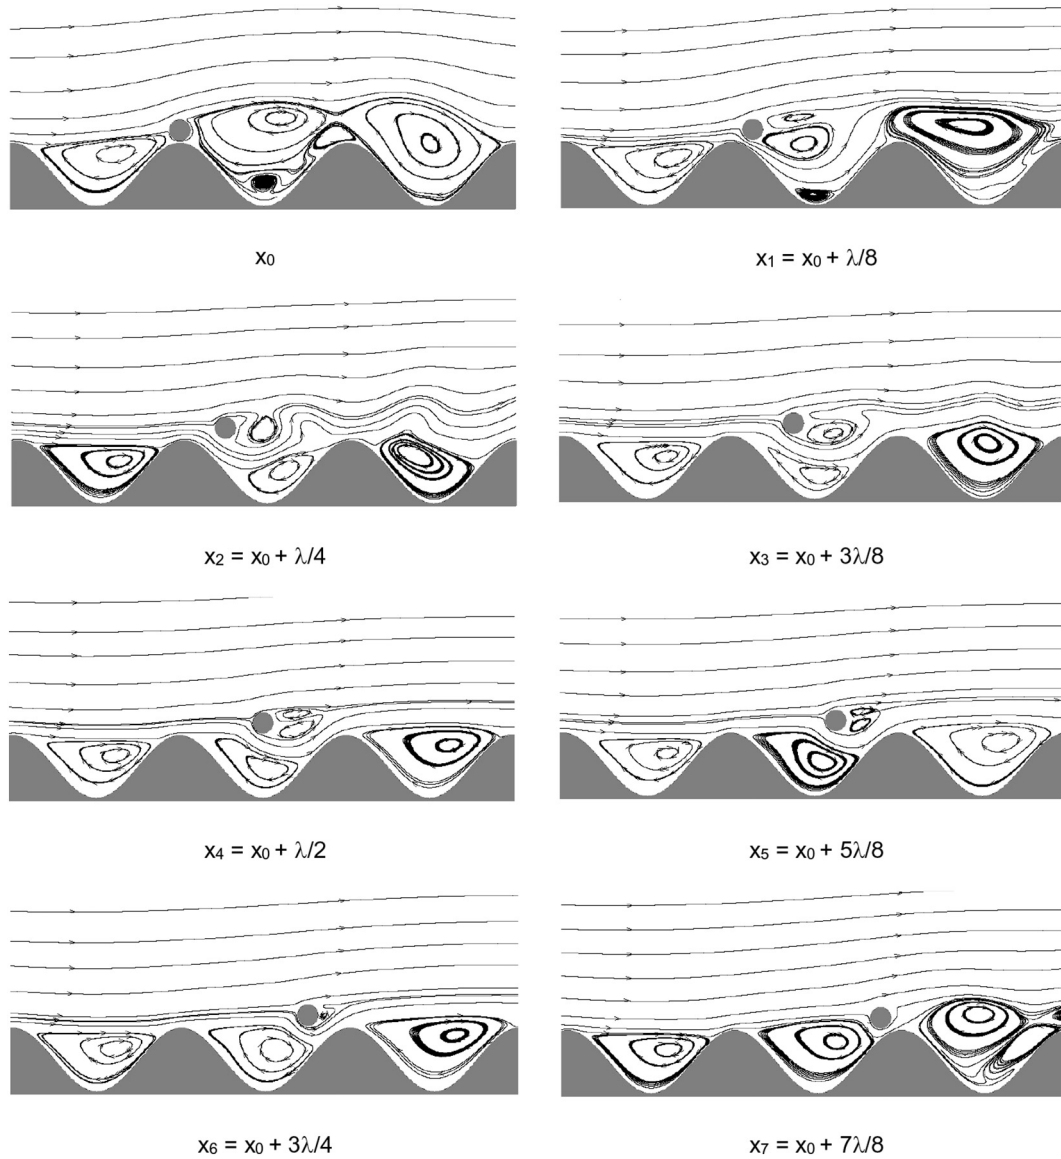 x₀
x₁ = x₀ + λ/8
x₂ = x₀ + λ/4
x₃ = x₀ + 3λ/8
x₄ = x₀ + λ/2
x₅ = x₀ + 5λ/8
x₆ = x₀ + 3λ/4
x₇ = x₀ + 7λ/8